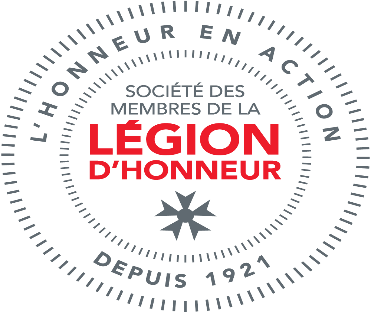 L'HONNEUR EN ACTION
SOCIÉTÉ DES
MEMBRES DE LA
LÉGION
D'HONNEUR
DEPUIS 1921